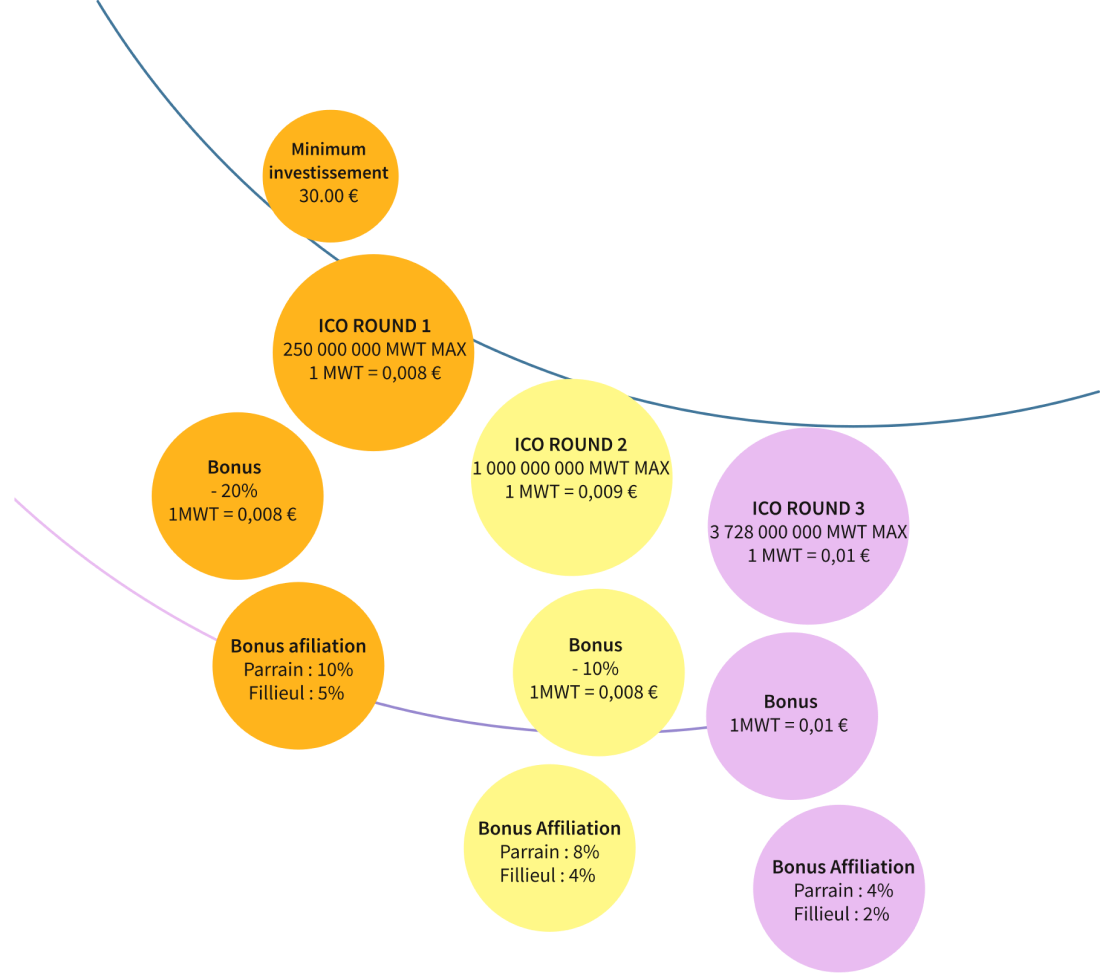 Minimum
investissement
30.00 €
ICO ROUND 1
250 000 000 MWT MAX
1 MWT = 0,008 €
Bonus
- 20%
1MWT = 0,008 €
Bonus afiliation
Parrain : 10%
Fillieul : 5%
ICO ROUND 2
1 000 000 000 MWT MAX
1 MWT = 0,009 €
Bonus
- 10%
1MWT = 0,008 €
Bonus Affiliation
Parrain : 8%
Fillieul : 4%
ICO ROUND 3
3 728 000 000 MWT MAX
1 MWT = 0,01 €
Bonus
1MWT = 0,01 €
Bonus Affiliation
Parrain : 4%
Fillieul : 2%